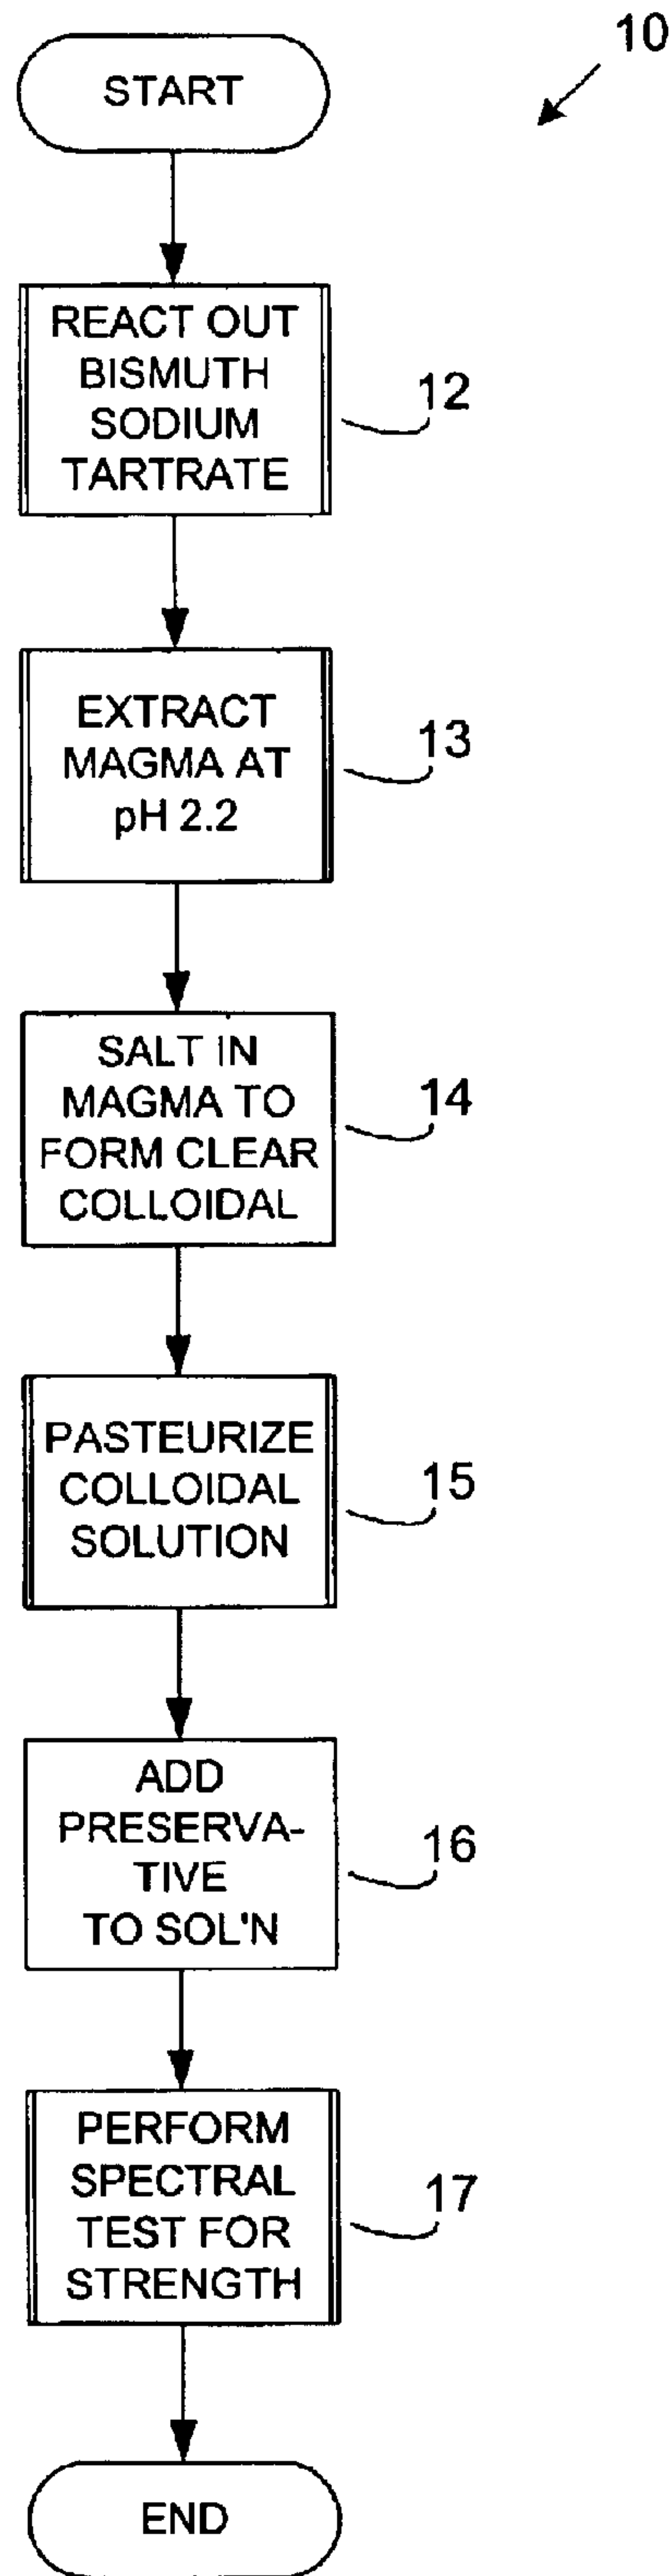 10
START
REACT OUT
BISMUTH
SODIUM
TARTRATE
12
EXTRACT
MAGMA AT
pH 2.2
13
SALT IN
MAGMA TO
FORM CLEAR
COLLOIDAL
14
PASTEURIZE
COLLOIDAL
SOLUTION
15
ADD
PRESERVA-
TIVE
TO SOL'N
16
PERFORM
SPECTRAL
TEST FOR
STRENGTH
17
END